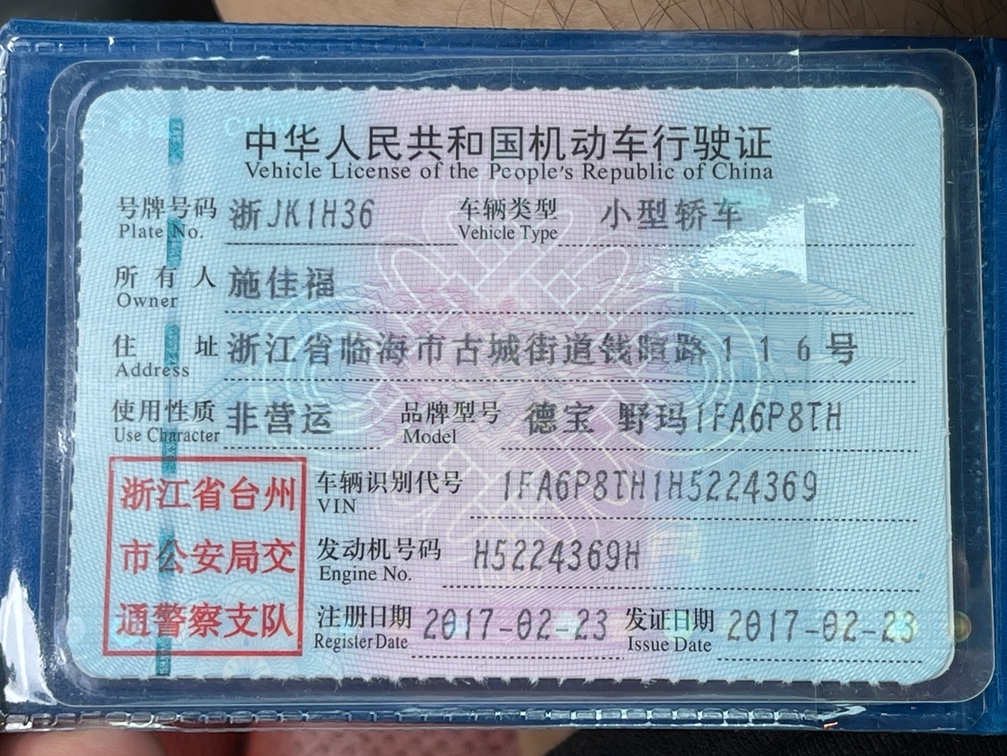 中华人民共和国机动车行驶证
Vehicle License of the People's Republic of China
号牌号码 浙JK1H36 车辆类型 小型轿车
Plate No. Vehicle Type
所有人 施佳福
Owner
住址 浙江省临海市古城街道钱暄路116号
Address
使用性质 非营运 品牌型号 德宝 野玛1FA6P8TH
Use Character Model
浙江省台州
市公安局交
通警察支队
车辆识别代号 1FA6P8TH1H5224369
VIN
发动机号码 H5224369H
Engine No.
注册日期 2017-02-23 发证日期 2017-02-23
Register Date Issue Date